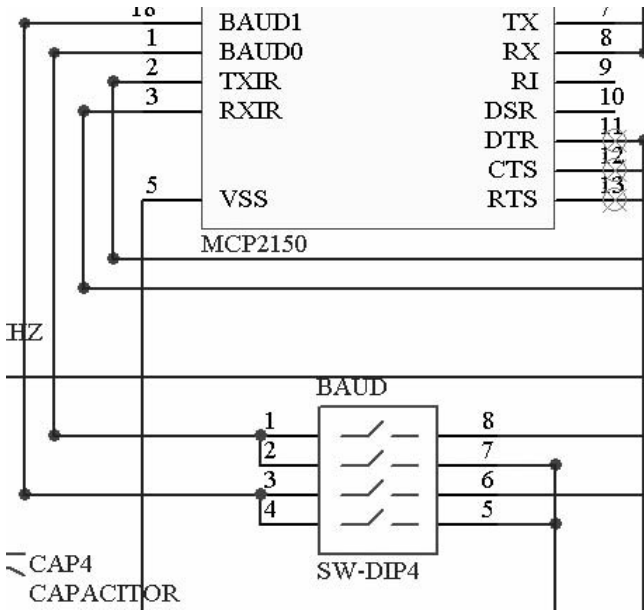 18 BAUD1 TX 7
1 BAUD0 RX 8
2 TXIR RI 9
3 RXIR DSR 10
DTR 11
CTS 12
5 VSS RTS 13
MCP2150
HZ
BAUD
1 8
2 7
3 6
4 5
CAP4 SW-DIP4
CAPACITOR